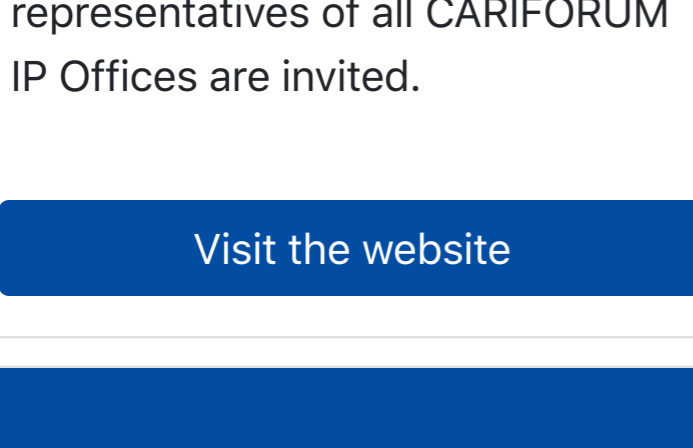 representatives of all CARIFORUM
IP Offices are invited.
Visit the website